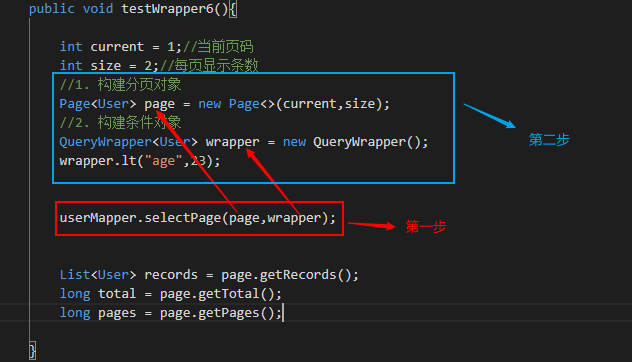 public void testWrapper6(){
int current = 1;//当前页码
int size = 2;//每页显示条数
//1. 构建分页对象
Page<User> page = new Page<>(current,size);
//2. 构建条件对象
QueryWrapper<User> wrapper = new QueryWrapper();
wrapper.lt("age",23);
第二步
userMapper.selectPage(page,wrapper);
第一步
List<User> records = page.getRecords();
long total = page.getTotal();
long pages = page.getPages();
}